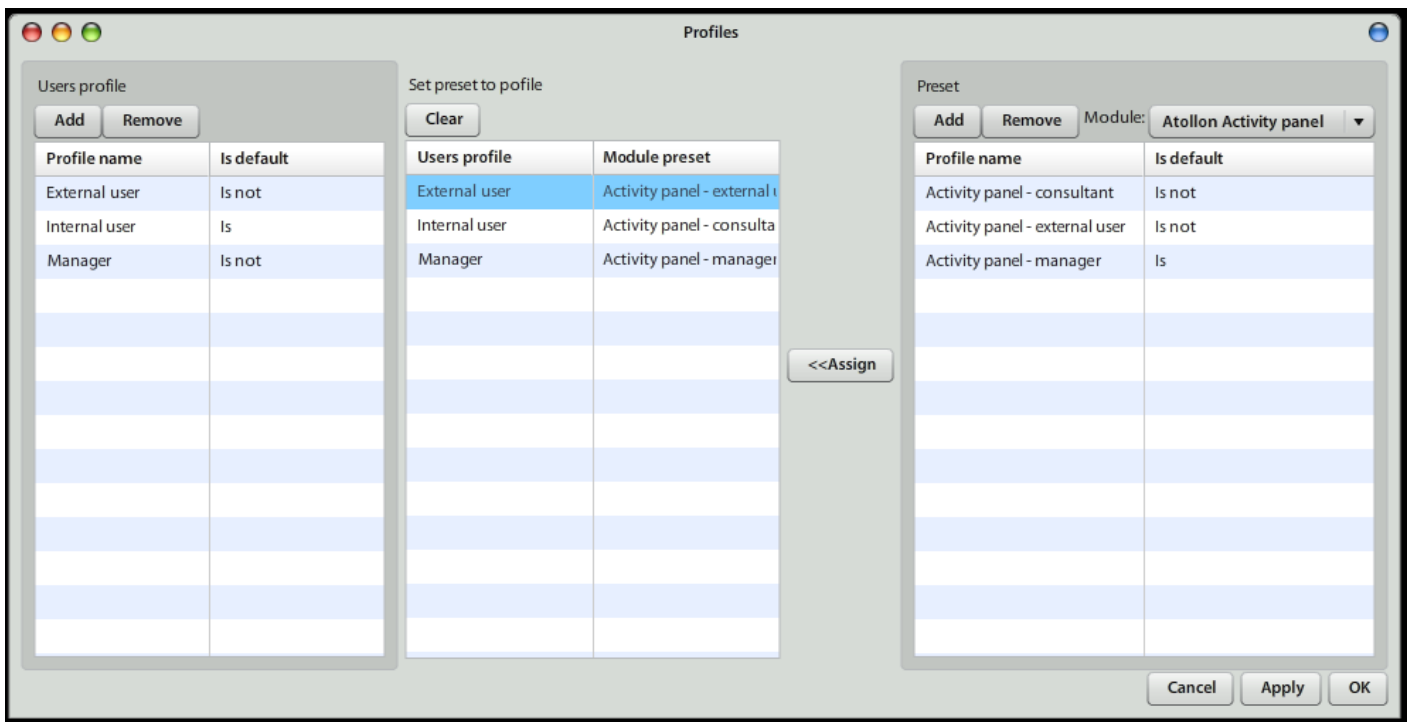 Profiles
Users profile
Add Remove
Profile name Is default
External user Is not
Internal user Is
Manager Is not
Set preset to pofile
Clear
Users profile Module preset
External user Activity panel - external u
Internal user Activity panel - consulta
Manager Activity panel - manager
<<Assign
Preset
Add Remove Module: Atollon Activity panel
Profile name Is default
Activity panel - consultant Is not
Activity panel - external user Is not
Activity panel - manager Is
Cancel Apply OK